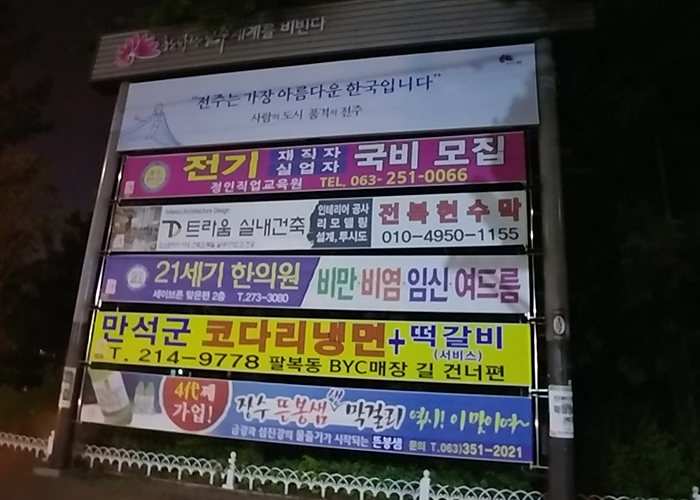 세계를 비빈다
"전주는 가장 아름다운 한국입니다"
사람의 도시 품격의 전주
전기 재직자 실업자 국비 모집
정인직업교육원 TEL. 063-251-0066
Interior Architecture Design
트라움 실내건축
인테리어 공사
리모델링
설계, 투시도
전북현수막
010-4950-1155
21
21세기 한의원
세이브존 맞은편 2층 T.273-3080
비만·비염·임신·여드름
만석군 코다리냉면+떡갈비
(서비스)
T. 214-9778 팔복동 BYC매장 길 건너편
4代째
가입!
장수 뜬봉샘 생막걸리 역시! 이 맛이야~
금강과 섬진강의 물줄기가 시작되는 뜬봉샘 문의 T.063)351-2021